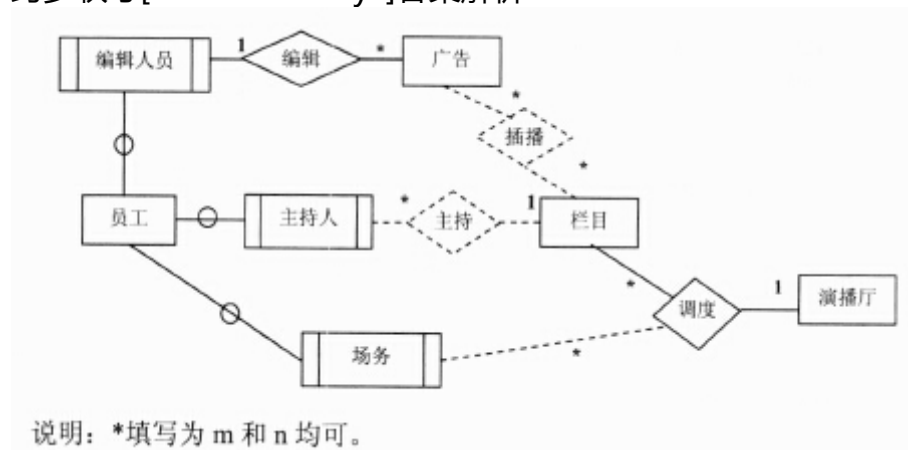 编辑人员 1 编辑 * 广告
*
插播
*
员工 主持人 * 主持 1 栏目
* 调度 1 演播厅
场务 *
说明：*填写为 m 和 n 均可。